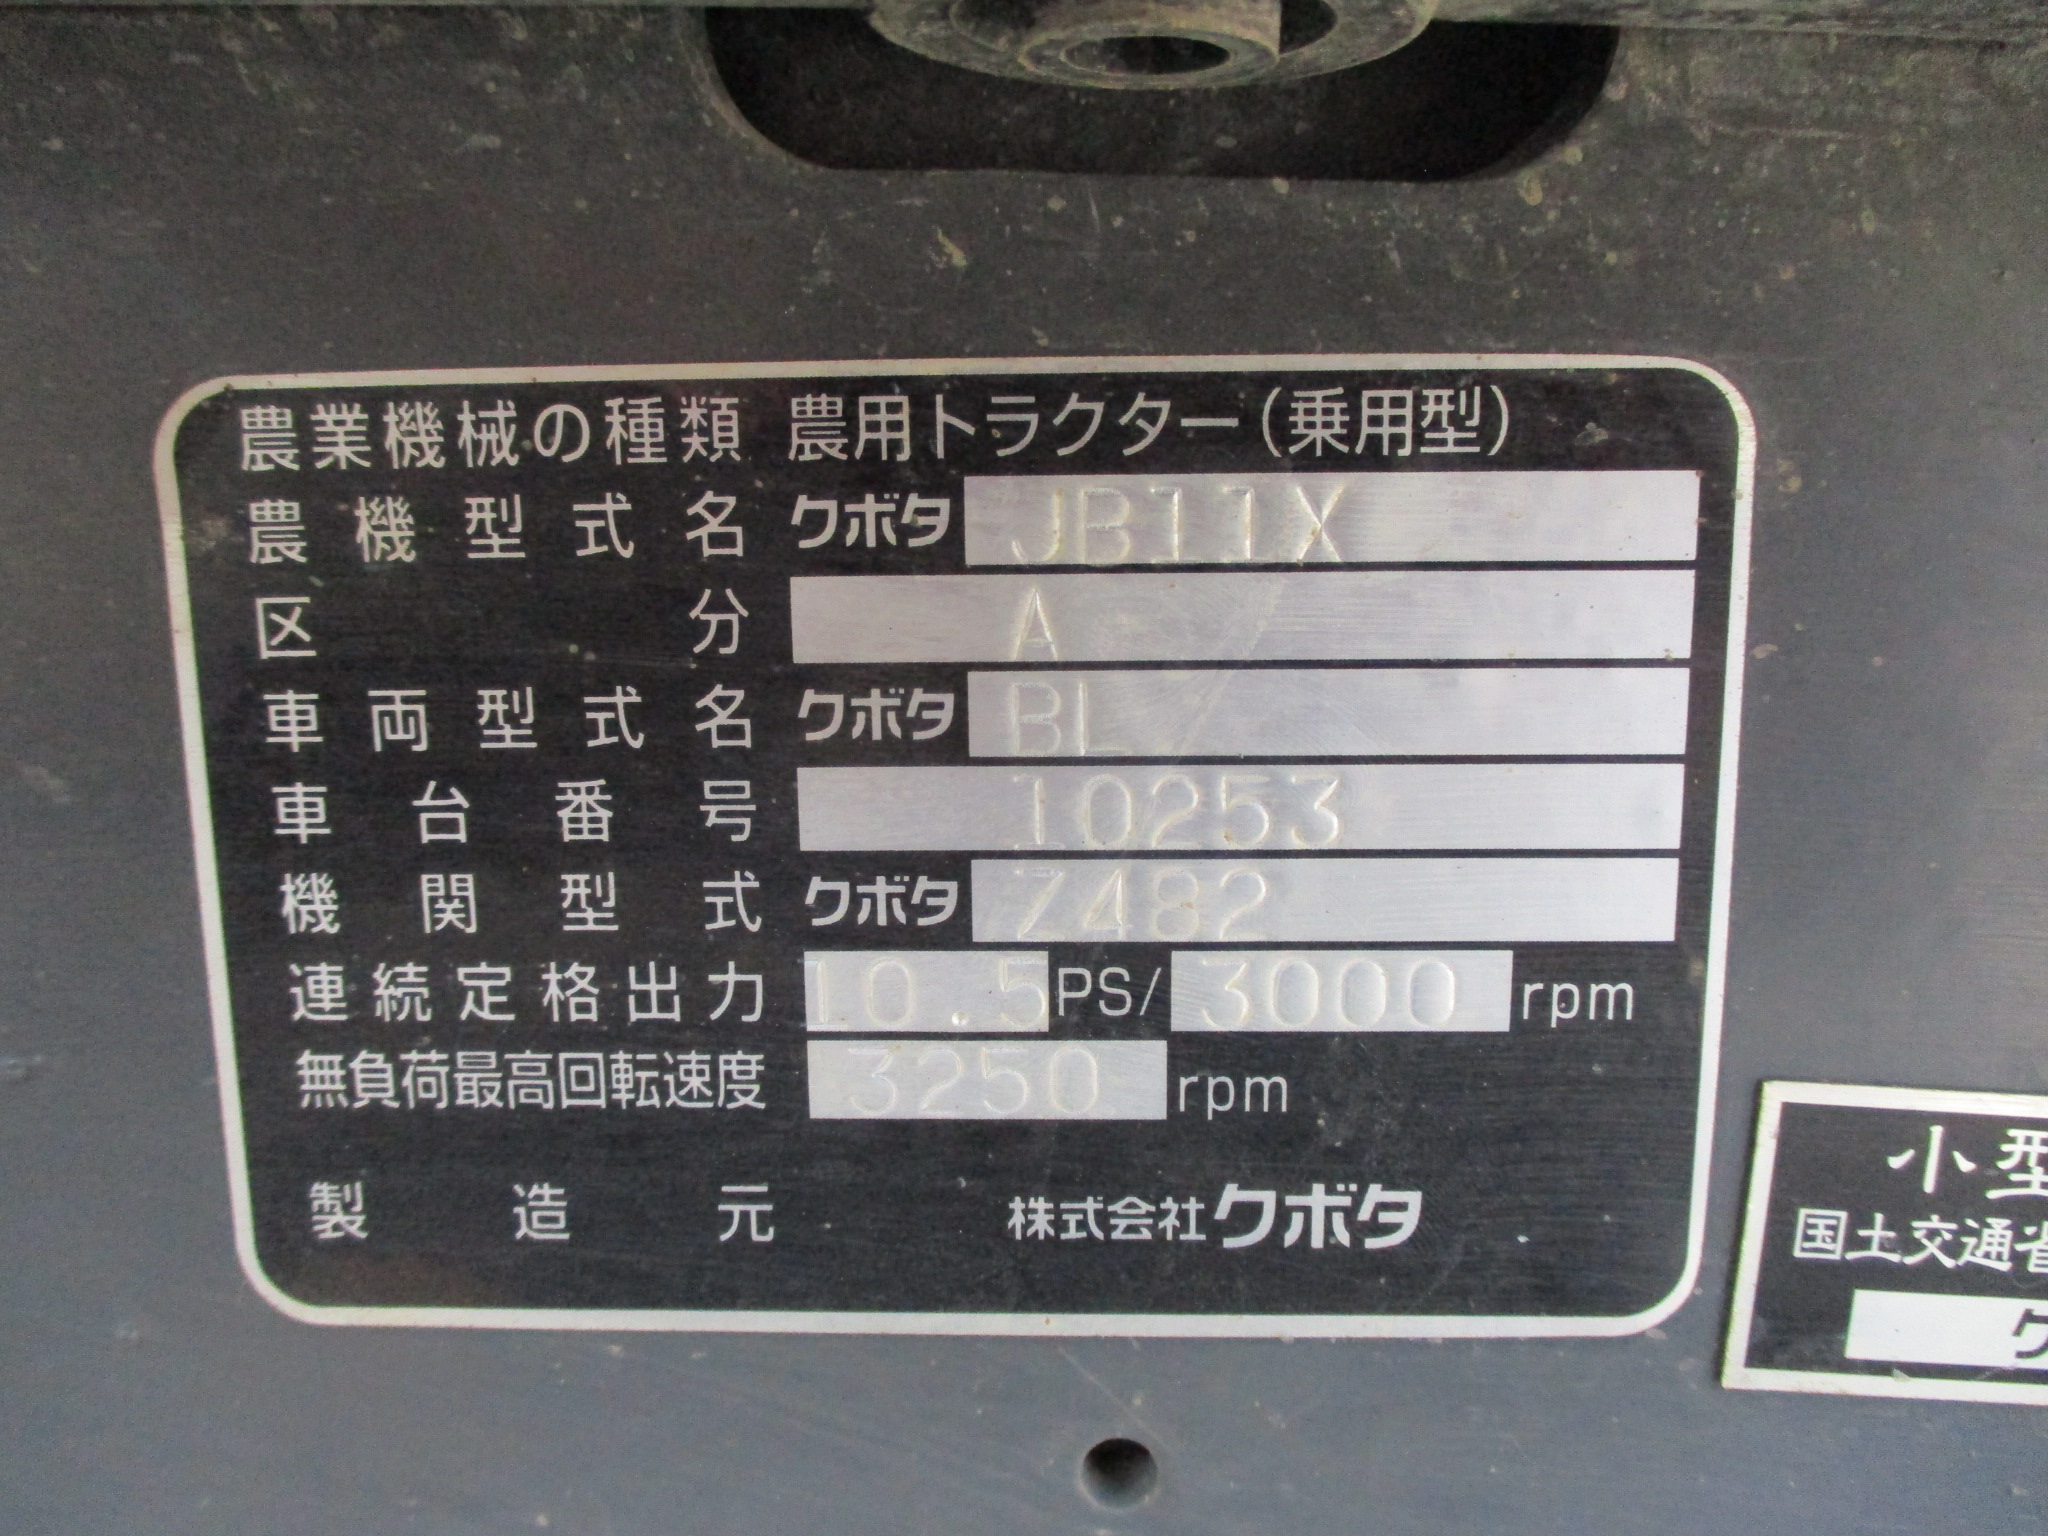 農業機械の種類 農用トラクター(乗用型)
農機型式名 クボタ JB11X
区分 A
車両型式名 クボタ BL
車台番号 10253
機関型式 クボタ Z482
連続定格出力 10.5 PS/ 3000 rpm
無負荷最高回転速度 3250 rpm
製造元 株式会社クボタ
小型
国土交通省
ク